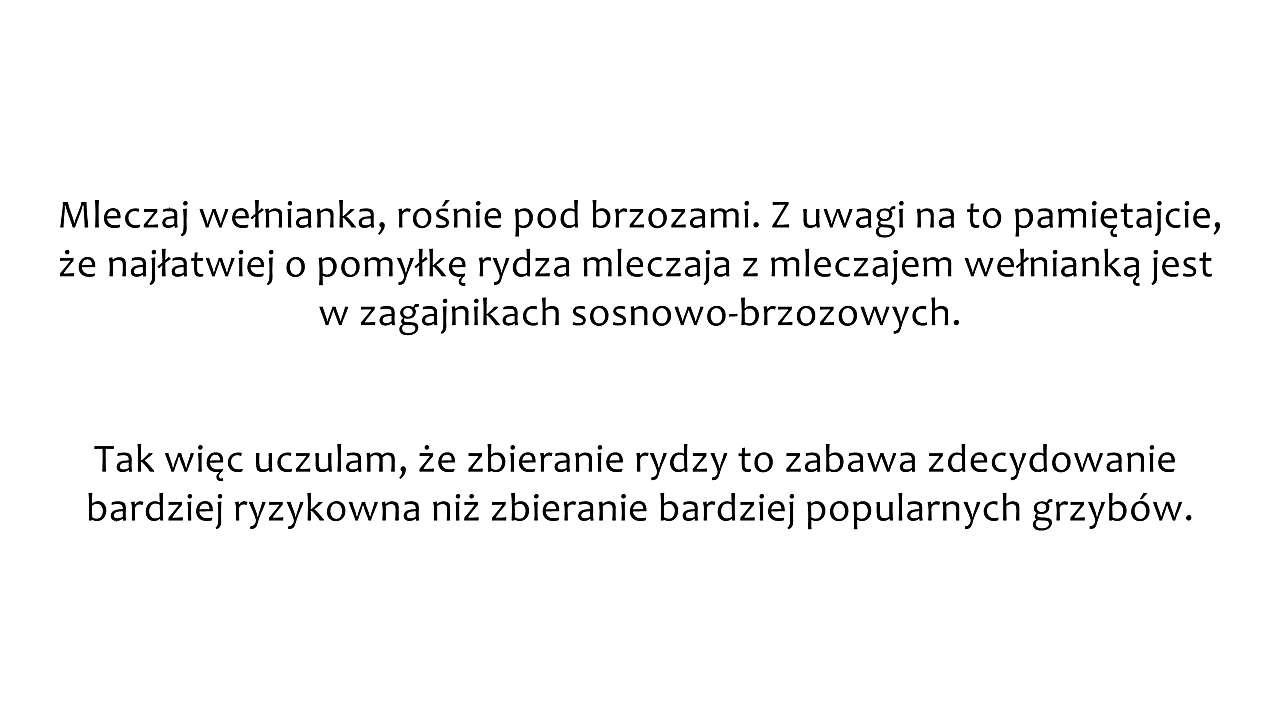 Mleczaj wełnianka, rośnie pod brzozami. Z uwagi na to pamiętajcie,
że najłatwiej o pomyłkę rydza mleczaja z mleczajem wełnianką jest
w zagajnikach sosnowo-brzozowych.
Tak więc uczulam, że zbieranie rydzy to zabawa zdecydowanie
bardziej ryzykowna niż zbieranie bardziej popularnych grzybów.